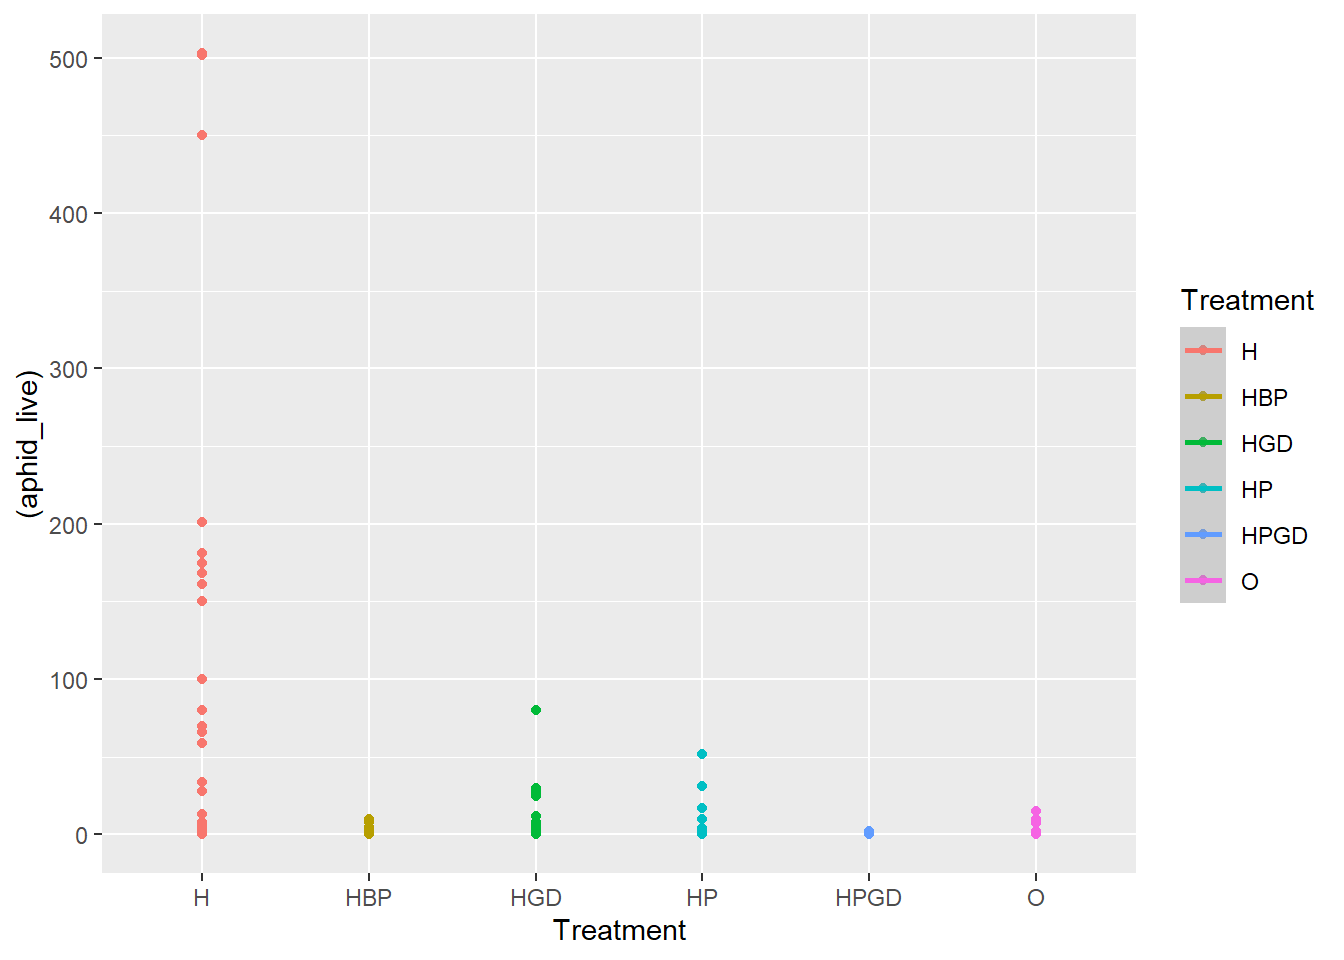 500
400
300
200
100
0
(aphid_live)
H HBP HGD HP HPGD O
Treatment
Treatment
H
HBP
HGD
HP
HPGD
O